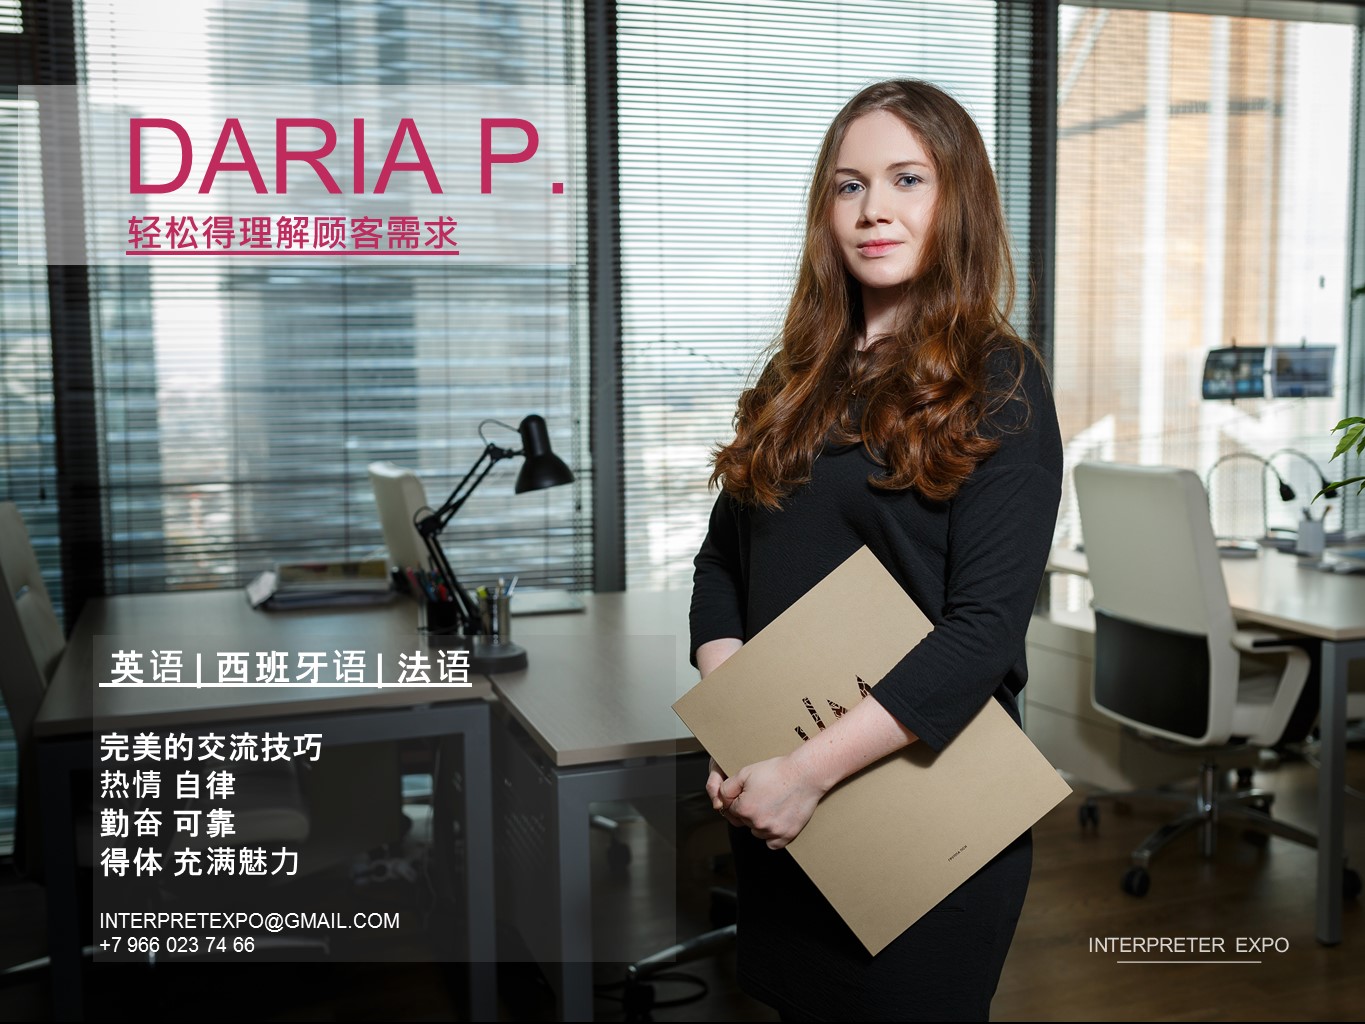 DARIA P.
轻松得理解顾客需求
英语 | 西班牙语 | 法语
完美的交流技巧
热情 自律
勤奋 可靠
得体 充满魅力
INTERPRETEXPO@GMAIL.COM
+7 966 023 74 66
INTERPRETER EXPO